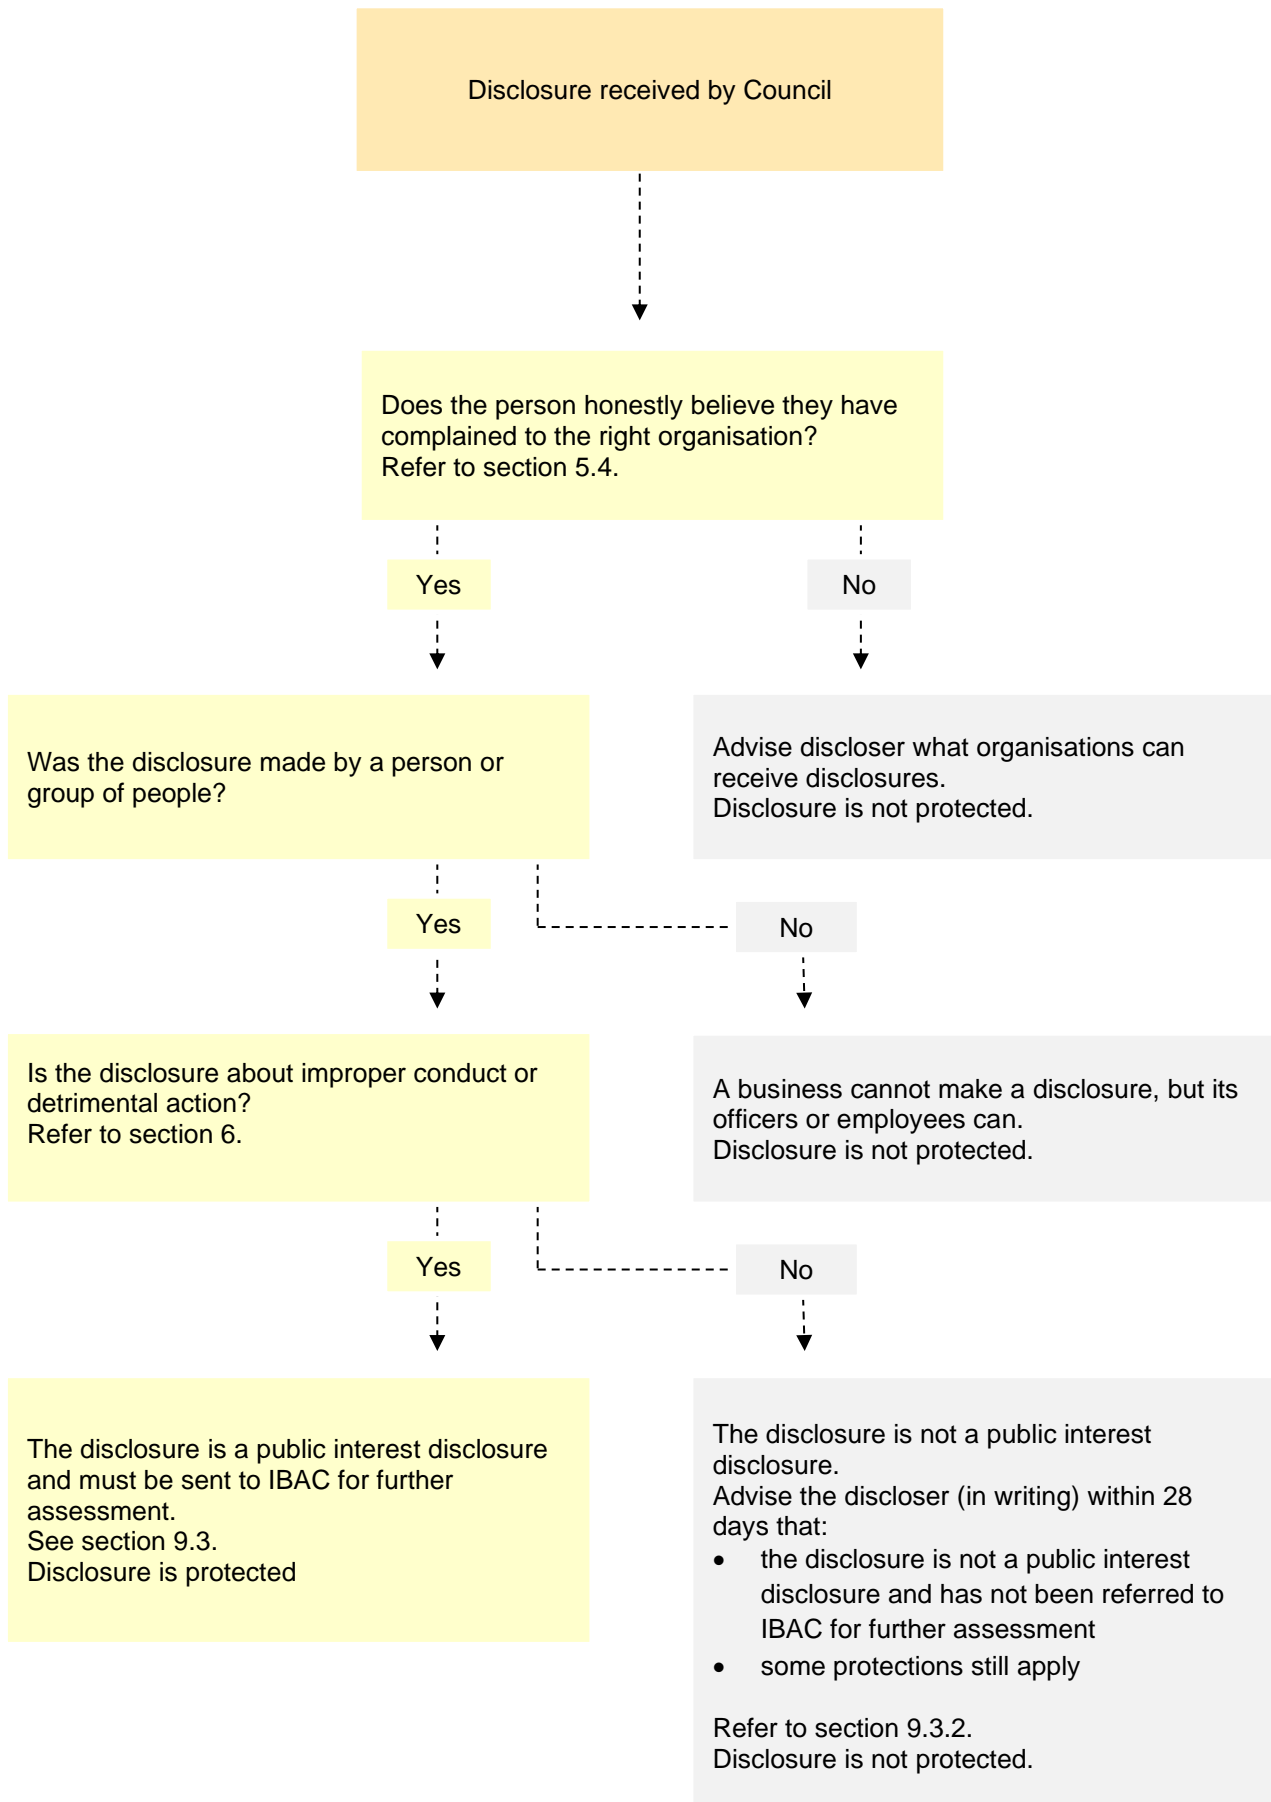 Disclosure received by Council
Does the person honestly believe they have
complained to the right organisation?
Refer to section 5.4.
Yes
No
Was the disclosure made by a person or
group of people?
Advise discloser what organisations can
receive disclosures.
Disclosure is not protected.
Yes
No
Is the disclosure about improper conduct or
detrimental action?
Refer to section 6.
A business cannot make a disclosure, but its
officers or employees can.
Disclosure is not protected.
Yes
No
The disclosure is a public interest disclosure
and must be sent to IBAC for further
assessment.
See section 9.3.
Disclosure is protected
The disclosure is not a public interest
disclosure.
Advise the discloser (in writing) within 28
days that:
• the disclosure is not a public interest
disclosure and has not been referred to
IBAC for further assessment
• some protections still apply
Refer to section 9.3.2.
Disclosure is not protected.